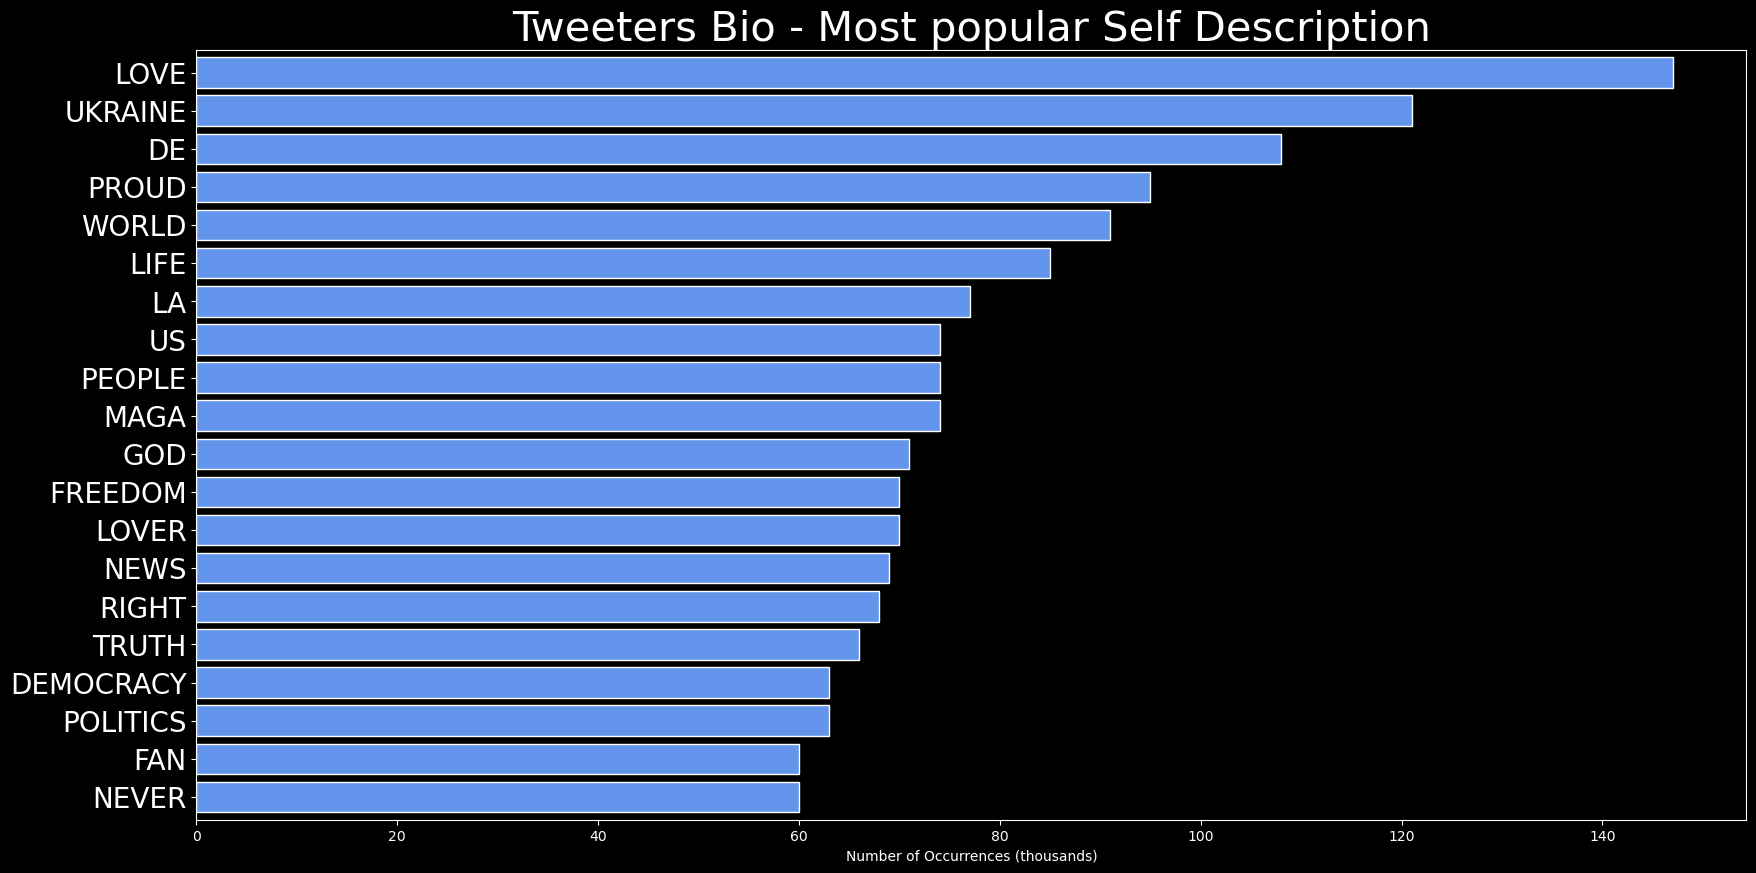 Tweeters Bio - Most popular Self Description
LOVE
UKRAINE
DE
PROUD
WORLD
LIFE
LA
US
PEOPLE
MAGA
GOD
FREEDOM
LOVER
NEWS
RIGHT
TRUTH
DEMOCRACY
POLITICS
FAN
NEVER
0 20 40 60 80 100 120 140
Number of Occurrences (thousands)